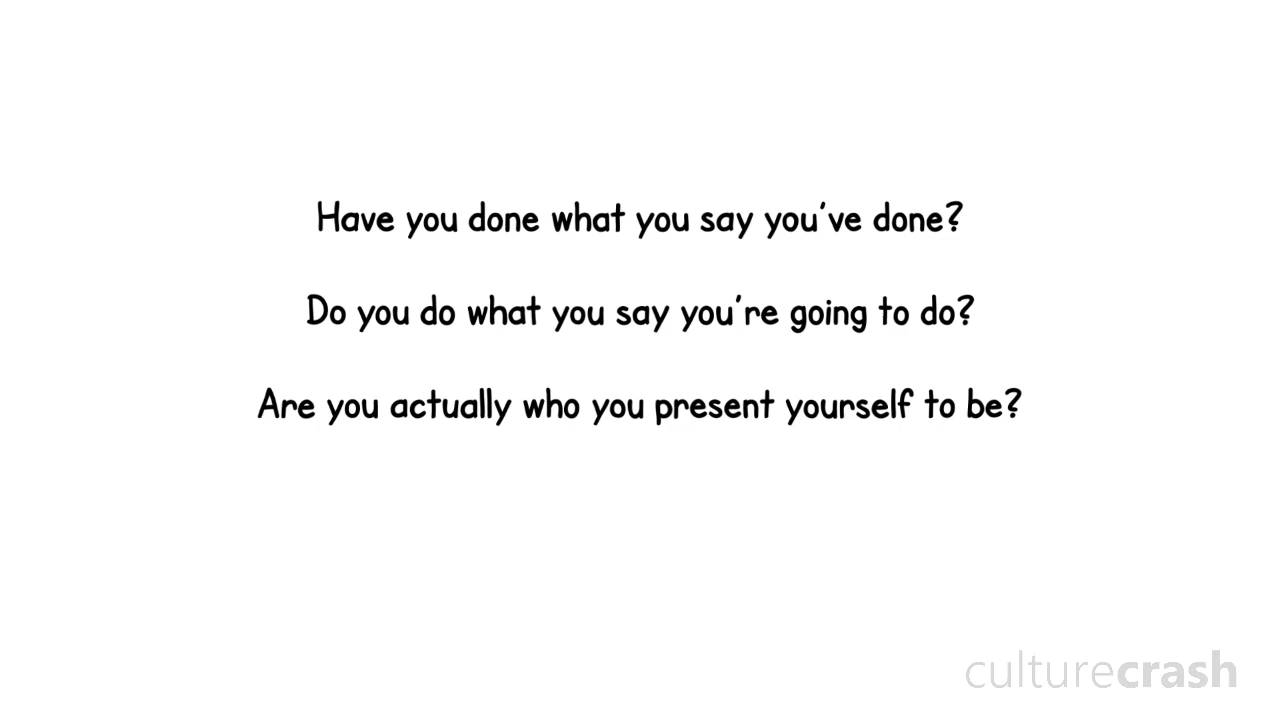 Have you done what you say you've done?
Do you do what you say you're going to do?
Are you actually who you present yourself to be?
culturecrash